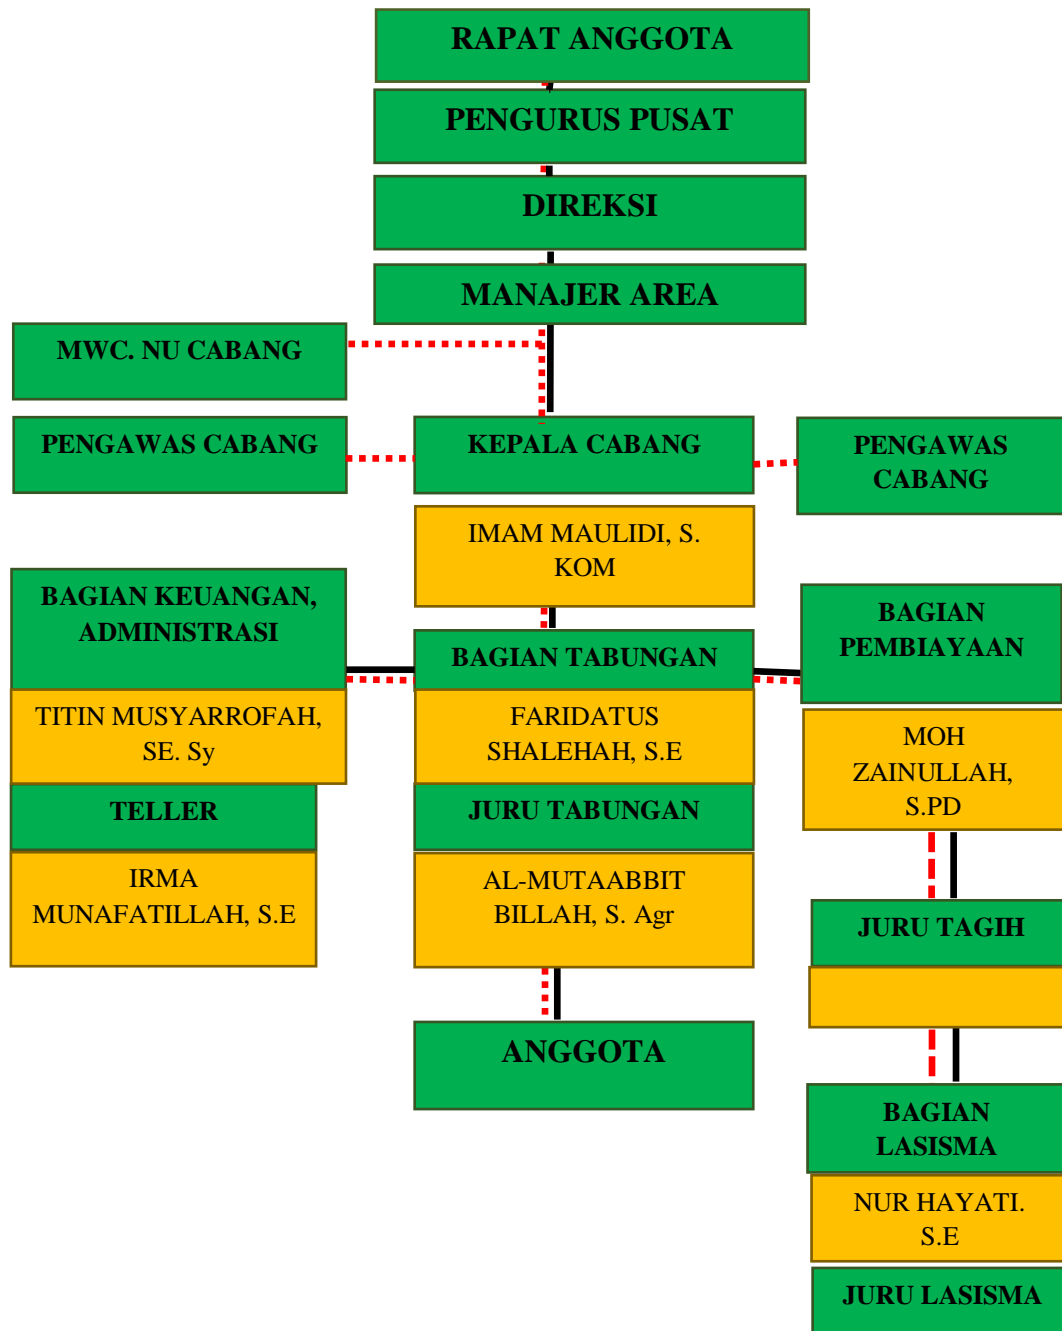 RAPAT ANGGOTA
PENGURUS PUSAT
DIREKSI
MANAJER AREA
MWC. NU CABANG
PENGAWAS CABANG
KEPALA CABANG
PENGAWAS
CABANG
IMAM MAULIDI, S.
KOM
BAGIAN KEUANGAN,
ADMINISTRASI
TITIN MUSYARROFAH,
SE. Sy
TELLER
IRMA
MUNAFATILLAH, S.E
BAGIAN TABUNGAN
FARIDATUS
SHALEHAH, S.E
JURU TABUNGAN
AL-MUTAABBIT
BILLAH, S. Agr
ANGGOTA
BAGIAN
PEMBIAYAAN
MOH
ZAINULLAH,
S.PD
JURU TAGIH
BAGIAN
LASISMA
NUR HAYATI.
S.E
JURU LASISMA